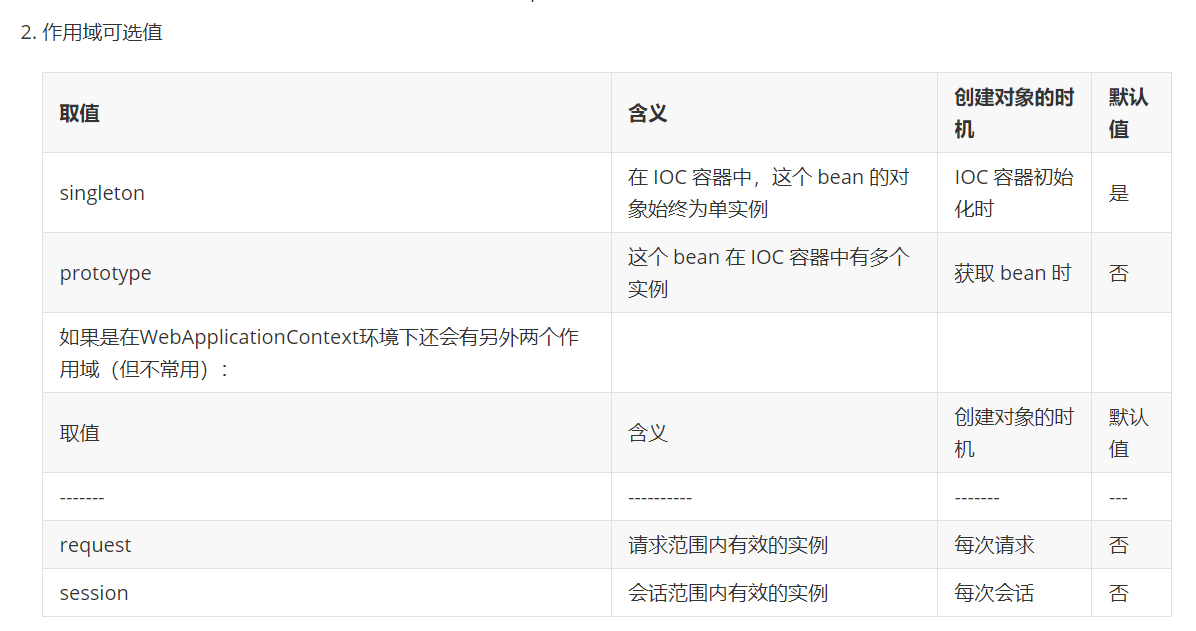 2. 作用域可选值
取值 含义 创建对象的时机 默认值
singleton 在 IOC 容器中，这个 bean 的对象始终为单实例 IOC 容器初始化时 是
prototype 这个 bean 在 IOC 容器中有多个实例 获取 bean 时 否
如果是在WebApplicationContext环境下还会有另外两个作用域（但不常用）：
取值 含义 创建对象的时机 默认值
------- ---------- ------- ---
request 请求范围内有效的实例 每次请求 否
session 会话范围内有效的实例 每次会话 否